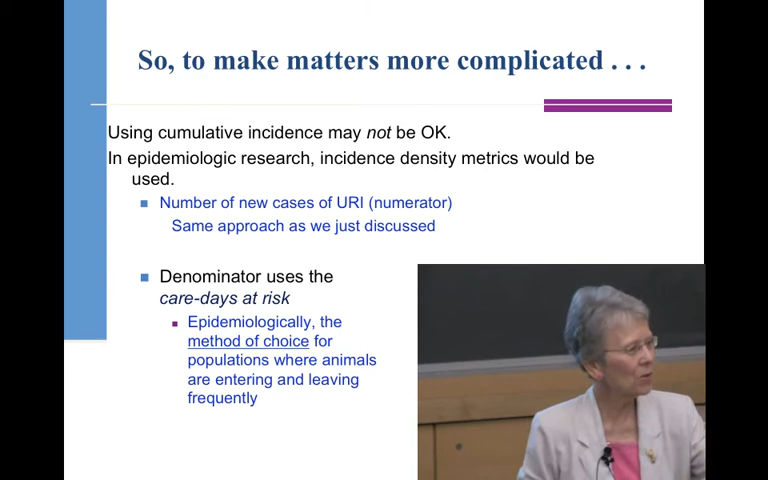 So, to make matters more complicated . . .
Using cumulative incidence may not be OK.
In epidemiologic research, incidence density metrics would be
used.
Number of new cases of URI (numerator)
Same approach as we just discussed
Denominator uses the
care-days at risk
Epidemiologically, the
method of choice for
populations where animals
are entering and leaving
frequently